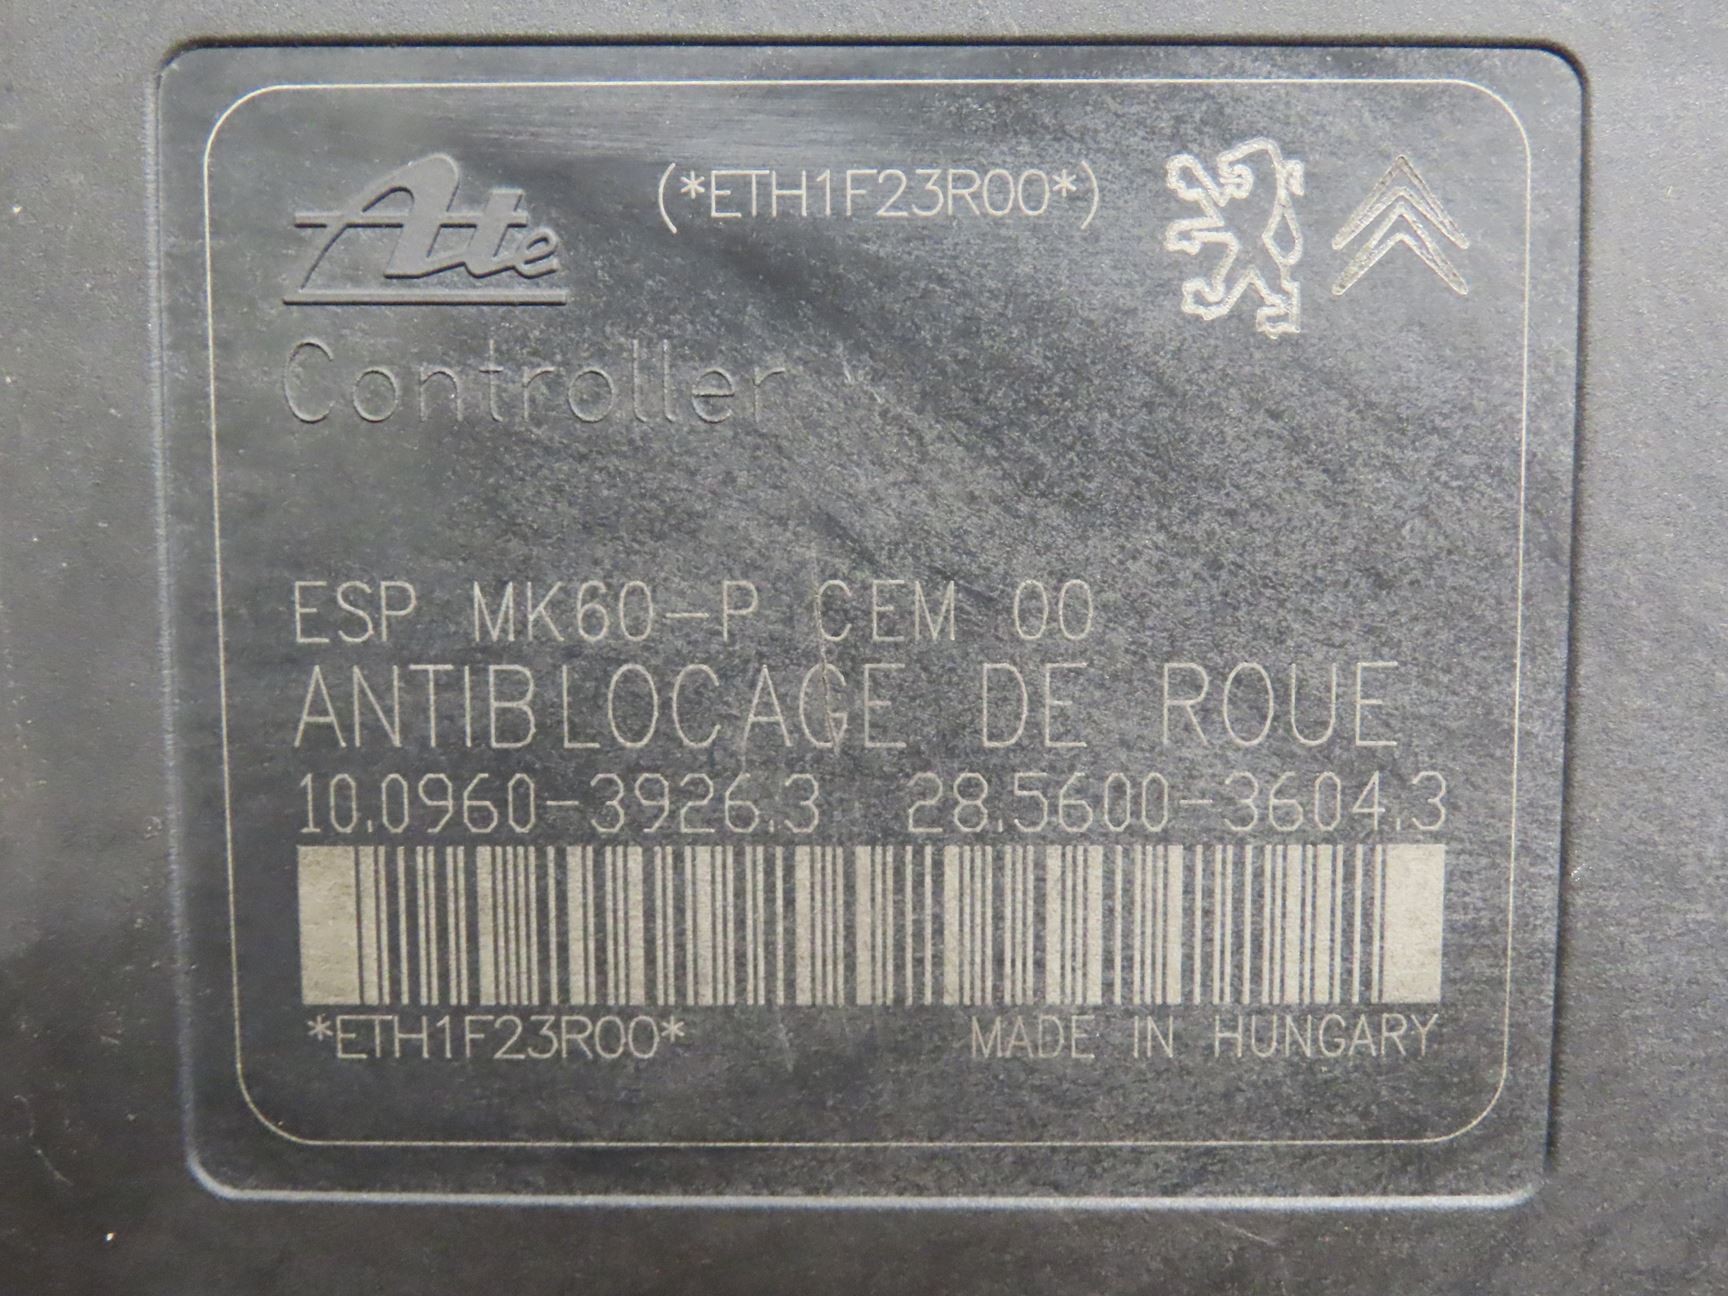 Ate (*ETH1F23R00*)
Controller
ESP MK60-P CEM 00
ANTIBLOCAGE DE ROUE
10.0960-3926.3 28.5600-3604.3
*ETH1F23R00* MADE IN HUNGARY